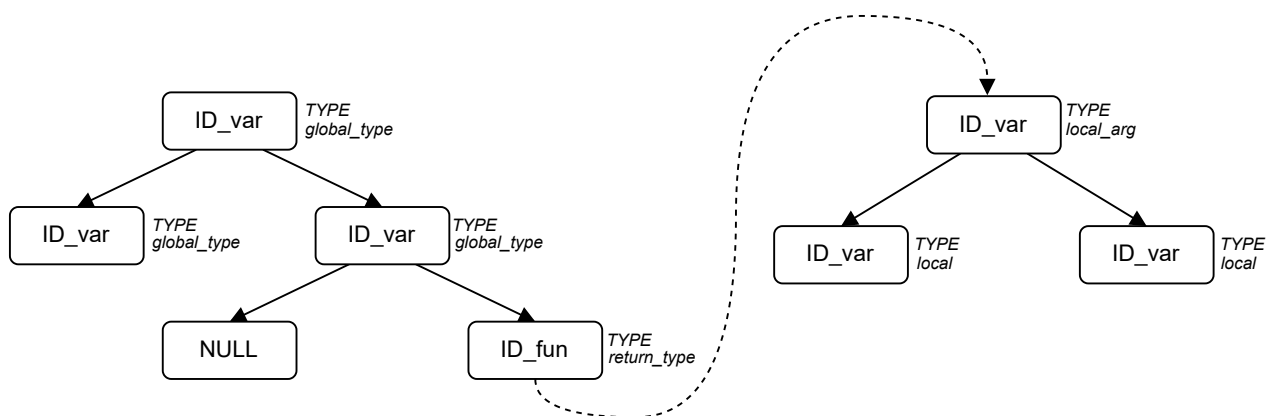 ID_var
TYPE
global_type
ID_var
TYPE
local_arg
ID_var
TYPE
global_type
ID_var
TYPE
global_type
ID_var
TYPE
local
ID_var
TYPE
local
NULL
ID_fun
TYPE
return_type